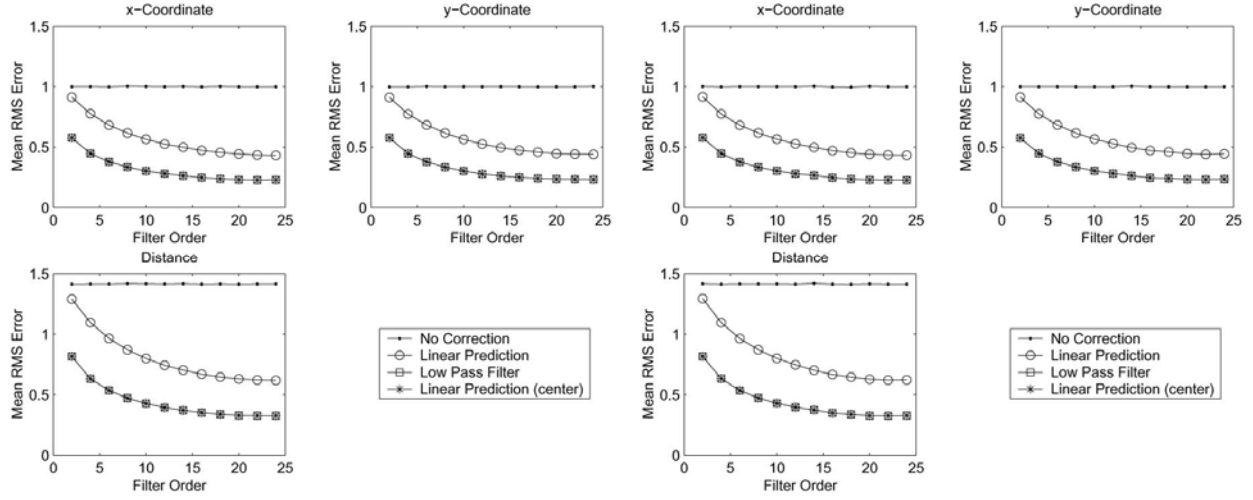 x-Coordinate
1.5
1
0.5
0
Mean RMS Error
0 5 10 15 20 25
Filter Order
y-Coordinate
1.5
1
0.5
0
Mean RMS Error
0 5 10 15 20 25
Filter Order
x-Coordinate
1.5
1
0.5
0
Mean RMS Error
0 5 10 15 20 25
Filter Order
y-Coordinate
1.5
1
0.5
0
Mean RMS Error
0 5 10 15 20 25
Filter Order
Distance
1.5
1
0.5
0
Mean RMS Error
0 5 10 15 20 25
Filter Order
No Correction
Linear Prediction
Low Pass Filter
Linear Prediction (center)
Distance
1.5
1
0.5
0
Mean RMS Error
0 5 10 15 20 25
Filter Order
No Correction
Linear Prediction
Low Pass Filter
Linear Prediction (center)